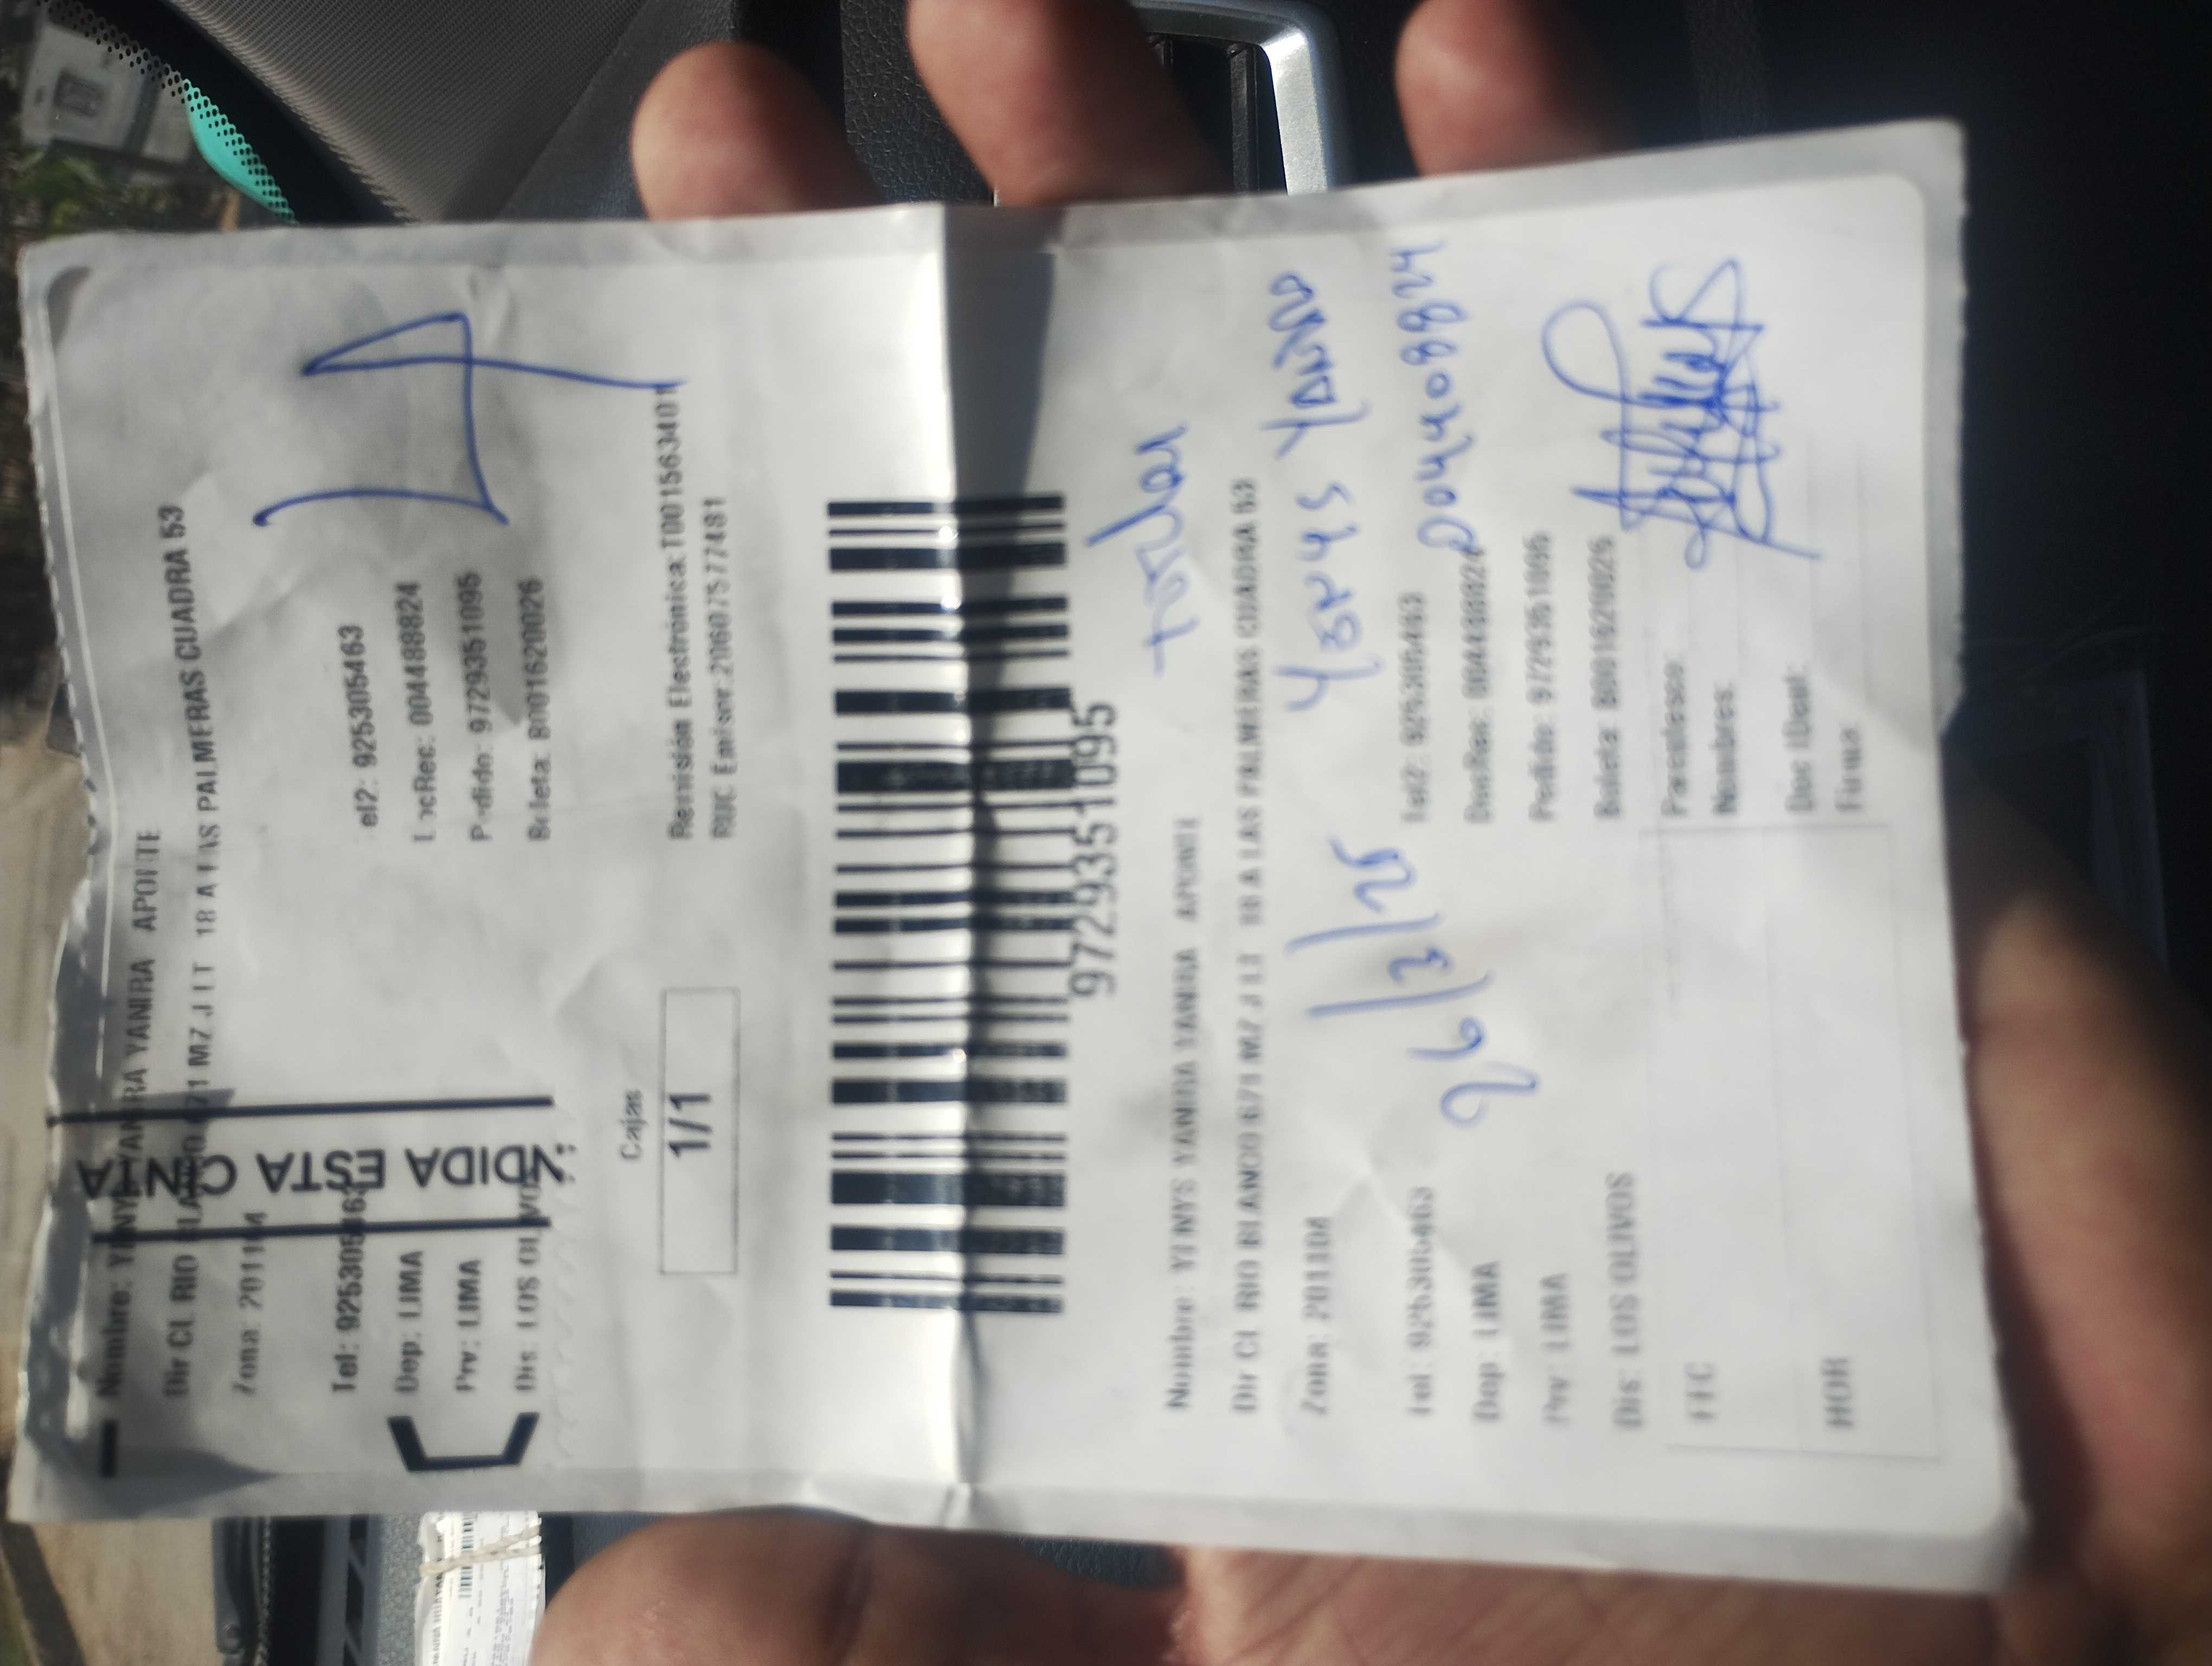 Nombre: YENYS YANIRA YANIRA APONTE
Dir CL RIO BLANCO 671 MZ J LT 18 A LAS PALMERAS CUADRA 53
Zona: 201104
Tel: 925305463
el2: 925305463
Dep: LIMA
DocRec: 004488824
Prv: LIMA
Pedido: 9729351095
Dis: LOS OLIVOS
Boleta: B001620026
NDIDA ESTA CINTA
Cajas
1/1
Remisión Electrónica: T001563401
RUC Emisor: 20607577481
9729351095
Titular
Nombre: YENYS YANIRA YANIRA APONTE
Dir CL RIO BLANCO 671 MZ J LT 18 A LAS PALMERAS CUADRA 53
Zona: 201104
Yenys Yanira
26/3/25
Tel: 925305463
Tel2: 925305463
Dep: LIMA
DocRec: 004488824
Prv: LIMA
Pedido: 9729351095
Dis: LOS OLIVOS
Boleta: B001620026
FEC
Parentesco:
Nombres:
HOR
Doc IDent:
Firma: